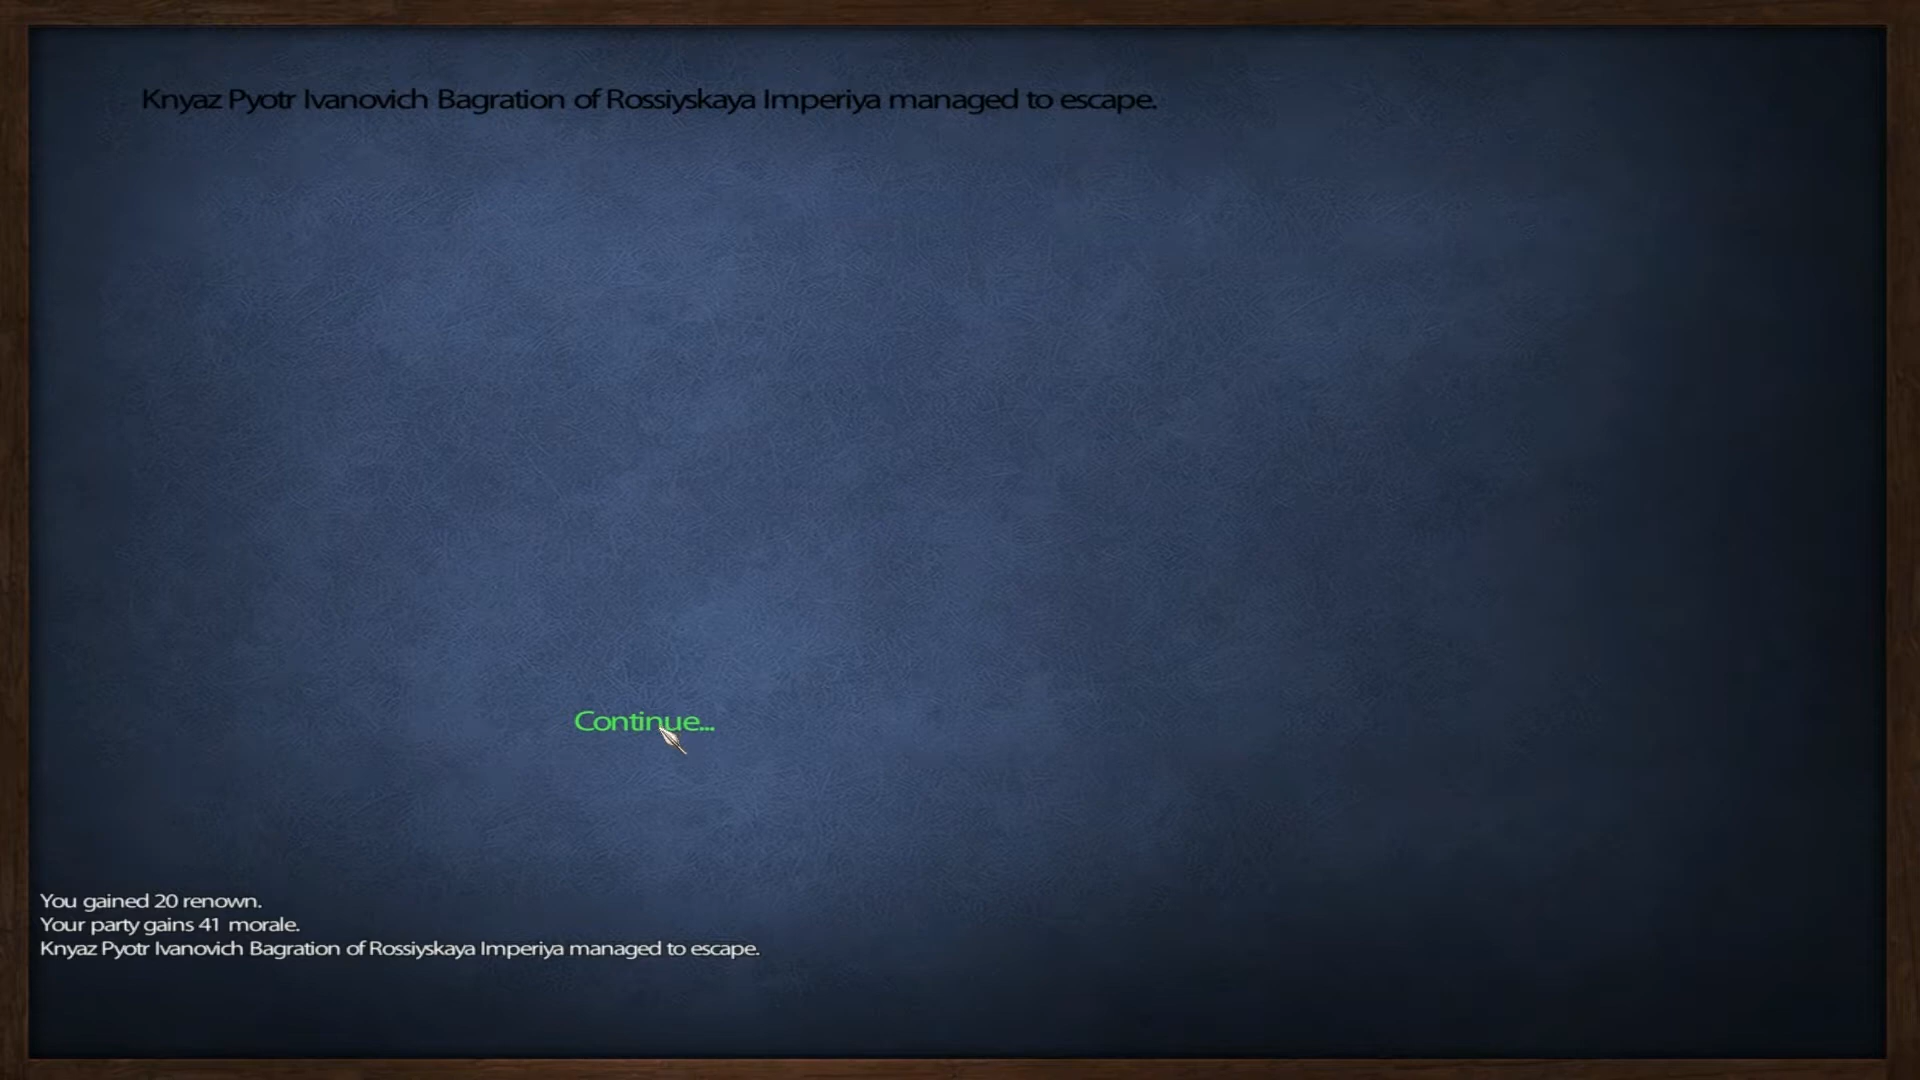 Knyaz Pyotr Ivanovich Bagration of Rossiyskaya Imperiya managed to escape.
Continue...
You gained 20 renown.
Your party gains 41 morale.
Knyaz Pyotr Ivanovich Bagration of Rossiyskaya Imperiya managed to escape.